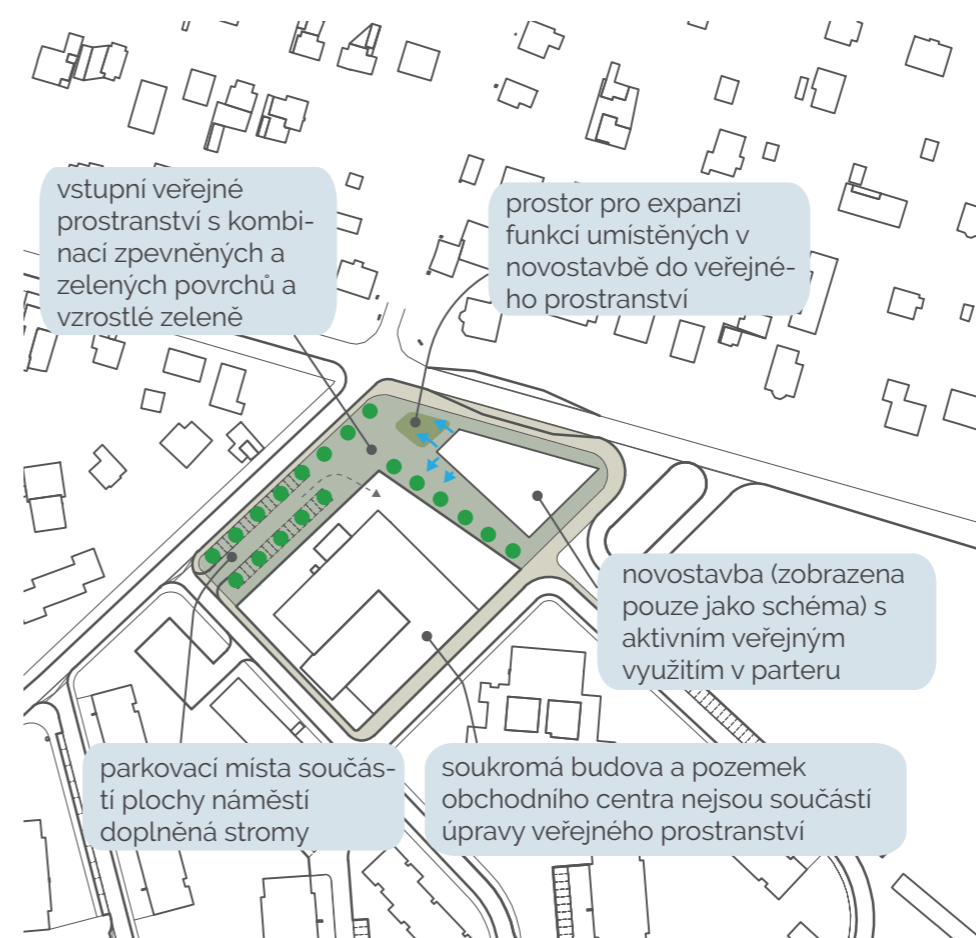 vstupní veřejné
prostranství s kombi-
nací zpevněných a
zelených povrchů a
vzrostlé zeleně
prostor pro expanzi
funkcí umístěných v
novostavbě do veřejné-
ho prostranství
novostavba (zobrazena
pouze jako schéma) s
aktivním veřejným
využitím v parteru
parkovací místa součás-
tí plochy náměstí
doplněná stromy
soukromá budova a pozemek
obchodního centra nejsou součástí
úpravy veřejného prostranství